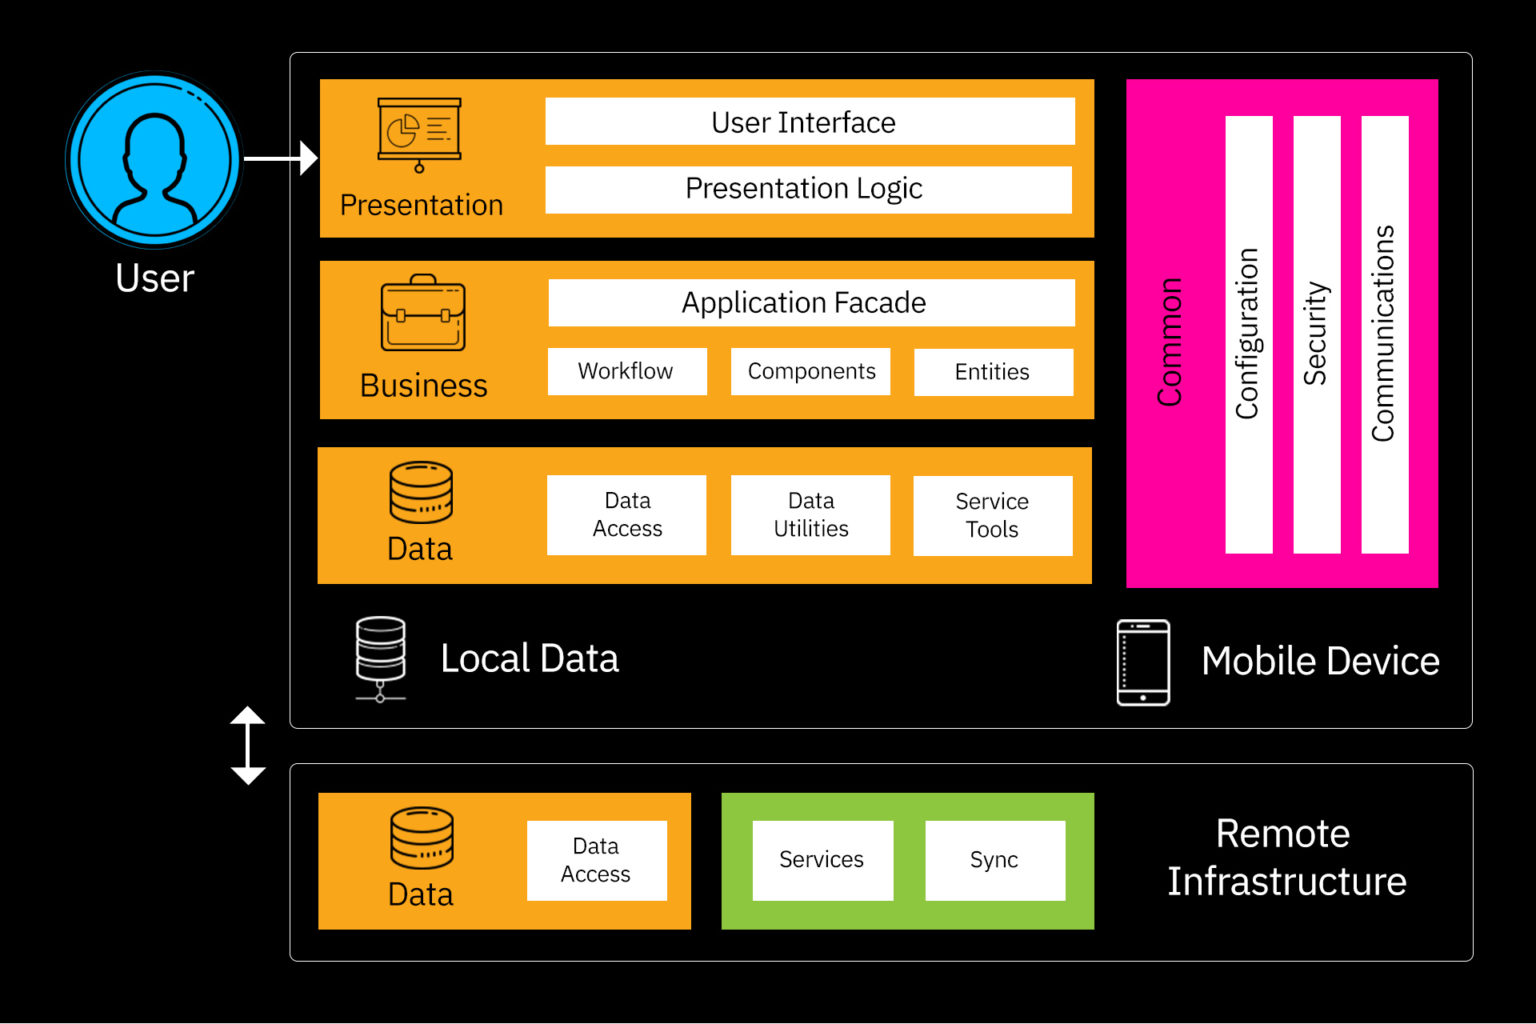 User
Presentation
User Interface
Presentation Logic
Business
Application Facade
Workflow
Components
Entities
Data
Data
Access
Data
Utilities
Service
Tools
Common
Configuration
Security
Communications
Local Data
Mobile Device
Data
Data
Access
Services
Sync
Remote
Infrastructure